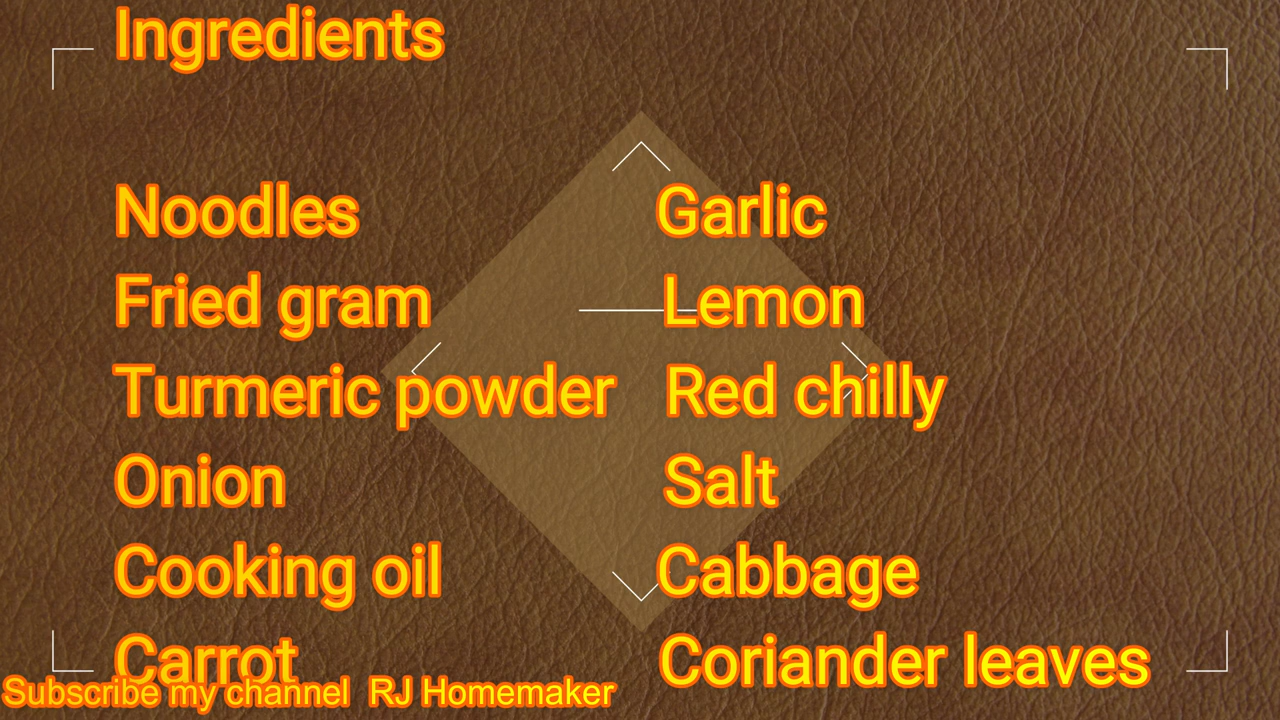 Ingredients
Noodles
Fried gram
Turmeric powder
Onion
Cooking oil
Carrot
Garlic
Lemon
Red chilly
Salt
Cabbage
Coriander leaves
Subscribe my channel RJ Homemaker